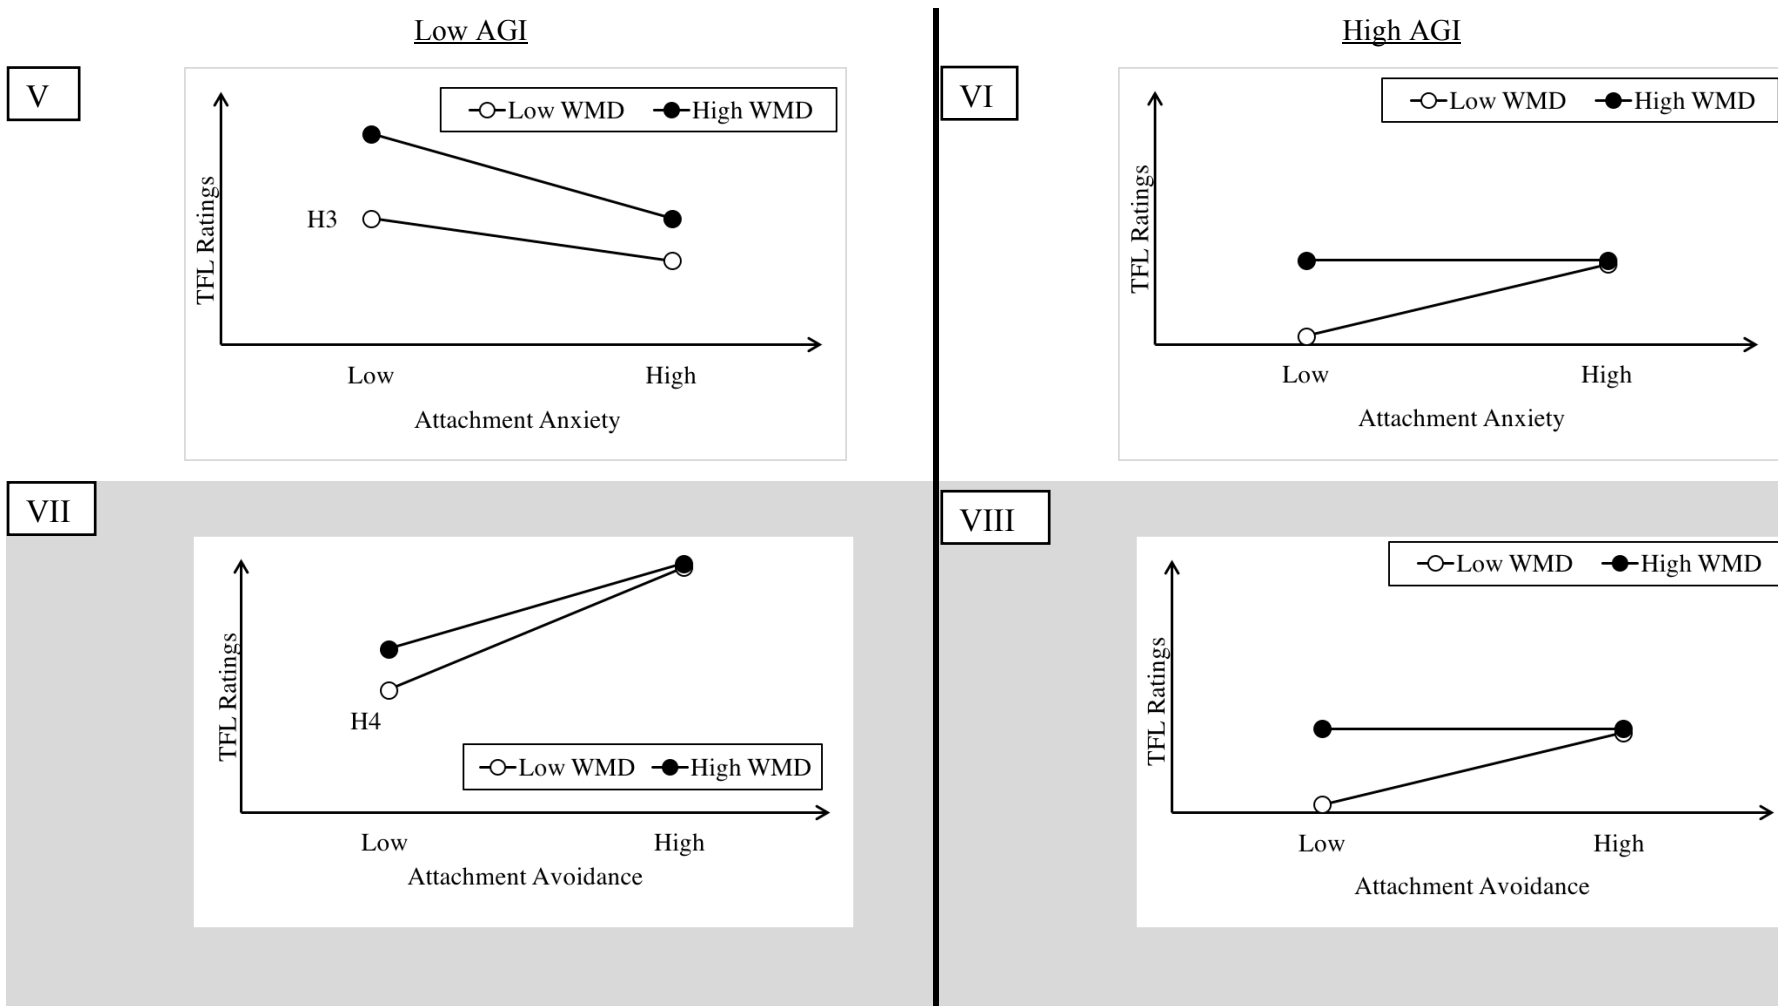 Low AGI
High AGI
V
Low WMD High WMD
TFL Ratings
H3
Low High
Attachment Anxiety
VI
Low WMD High WMD
TFL Ratings
Low High
Attachment Anxiety
VII
TFL Ratings
H4
Low WMD High WMD
Low High
Attachment Avoidance
VIII
Low WMD High WMD
TFL Ratings
Low High
Attachment Avoidance